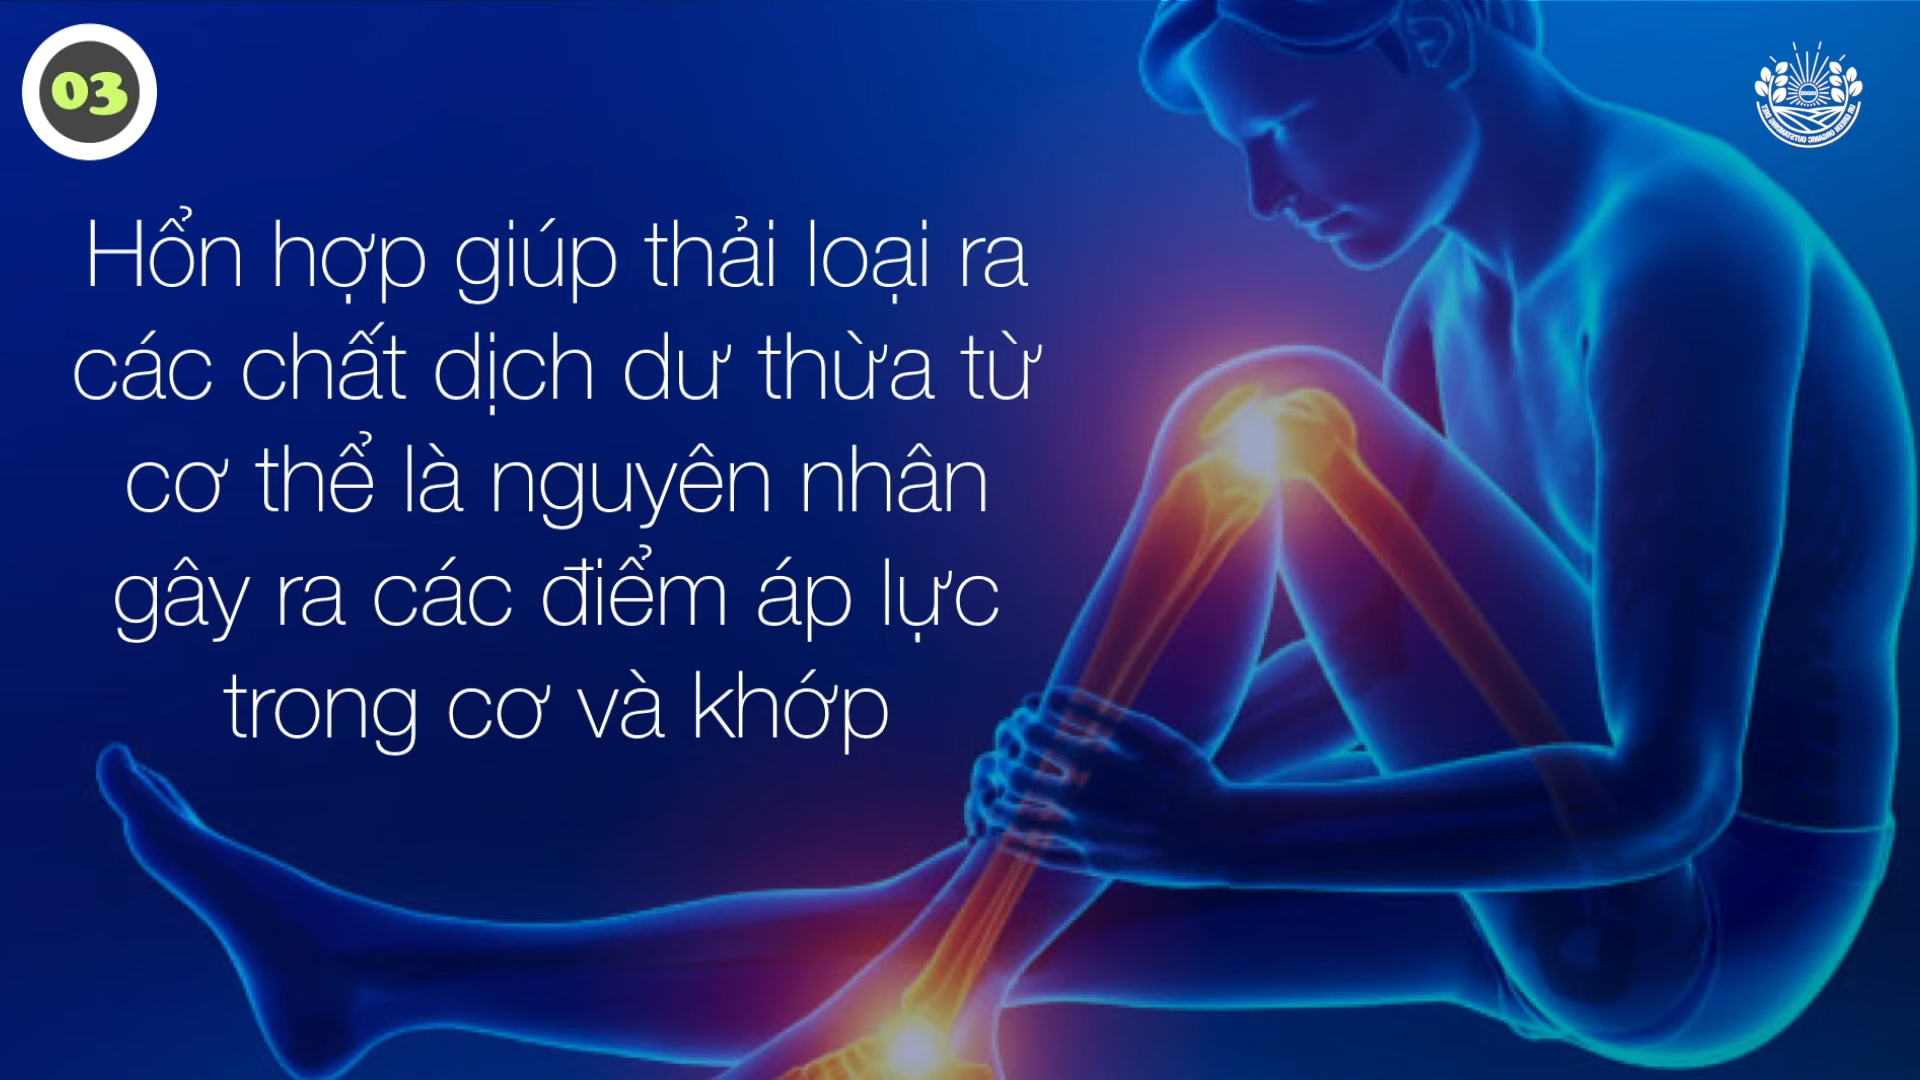 03
Hổn hợp giúp thải loại ra
các chất dịch dư thừa từ
cơ thể là nguyên nhân
gây ra các điểm áp lực
trong cơ và khớp